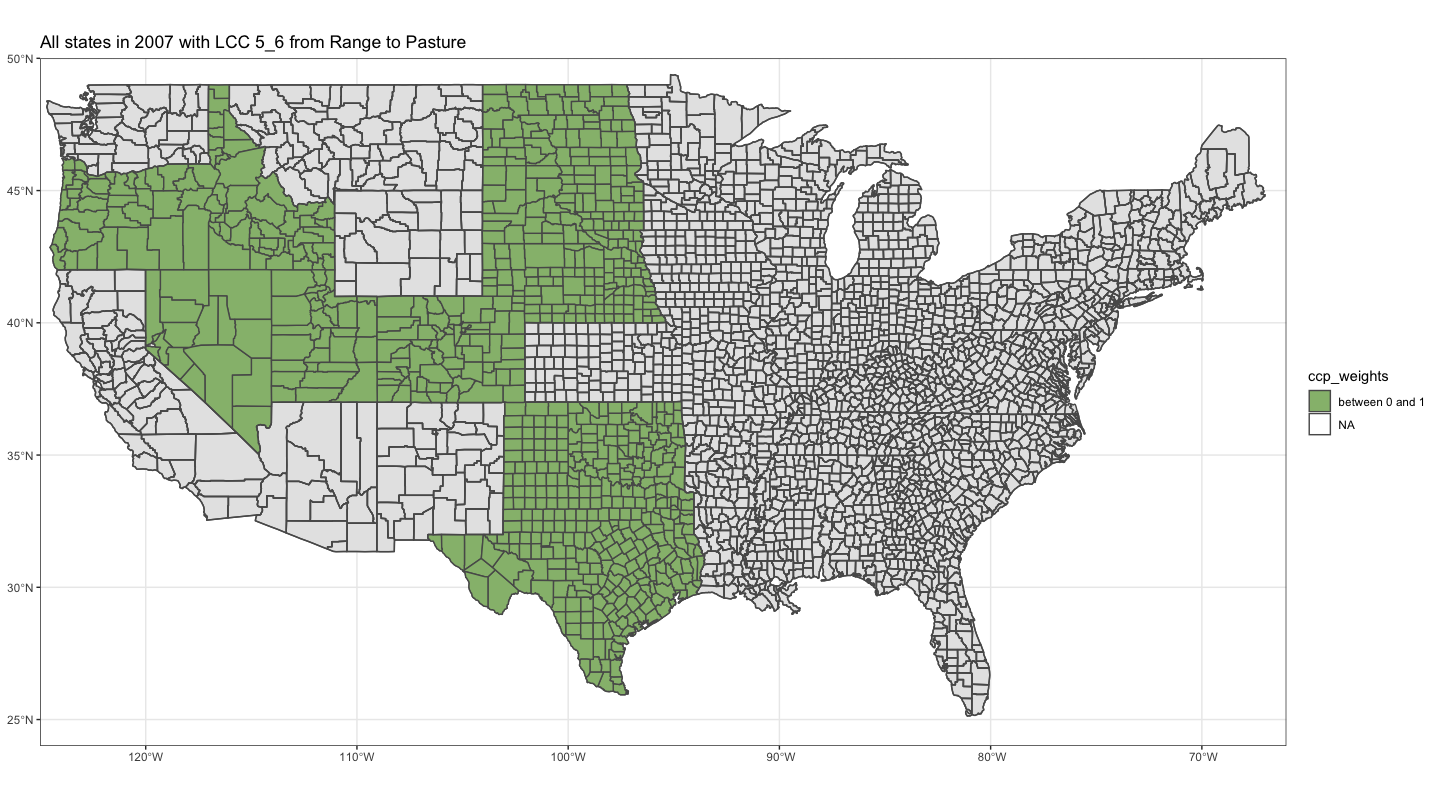 All states in 2007 with LCC 5_6 from Range to Pasture
50°N
45°N
40°N
35°N
30°N
25°N
120°W
110°W
100°W
90°W
80°W
70°W
ccp_weights
between 0 and 1
NA